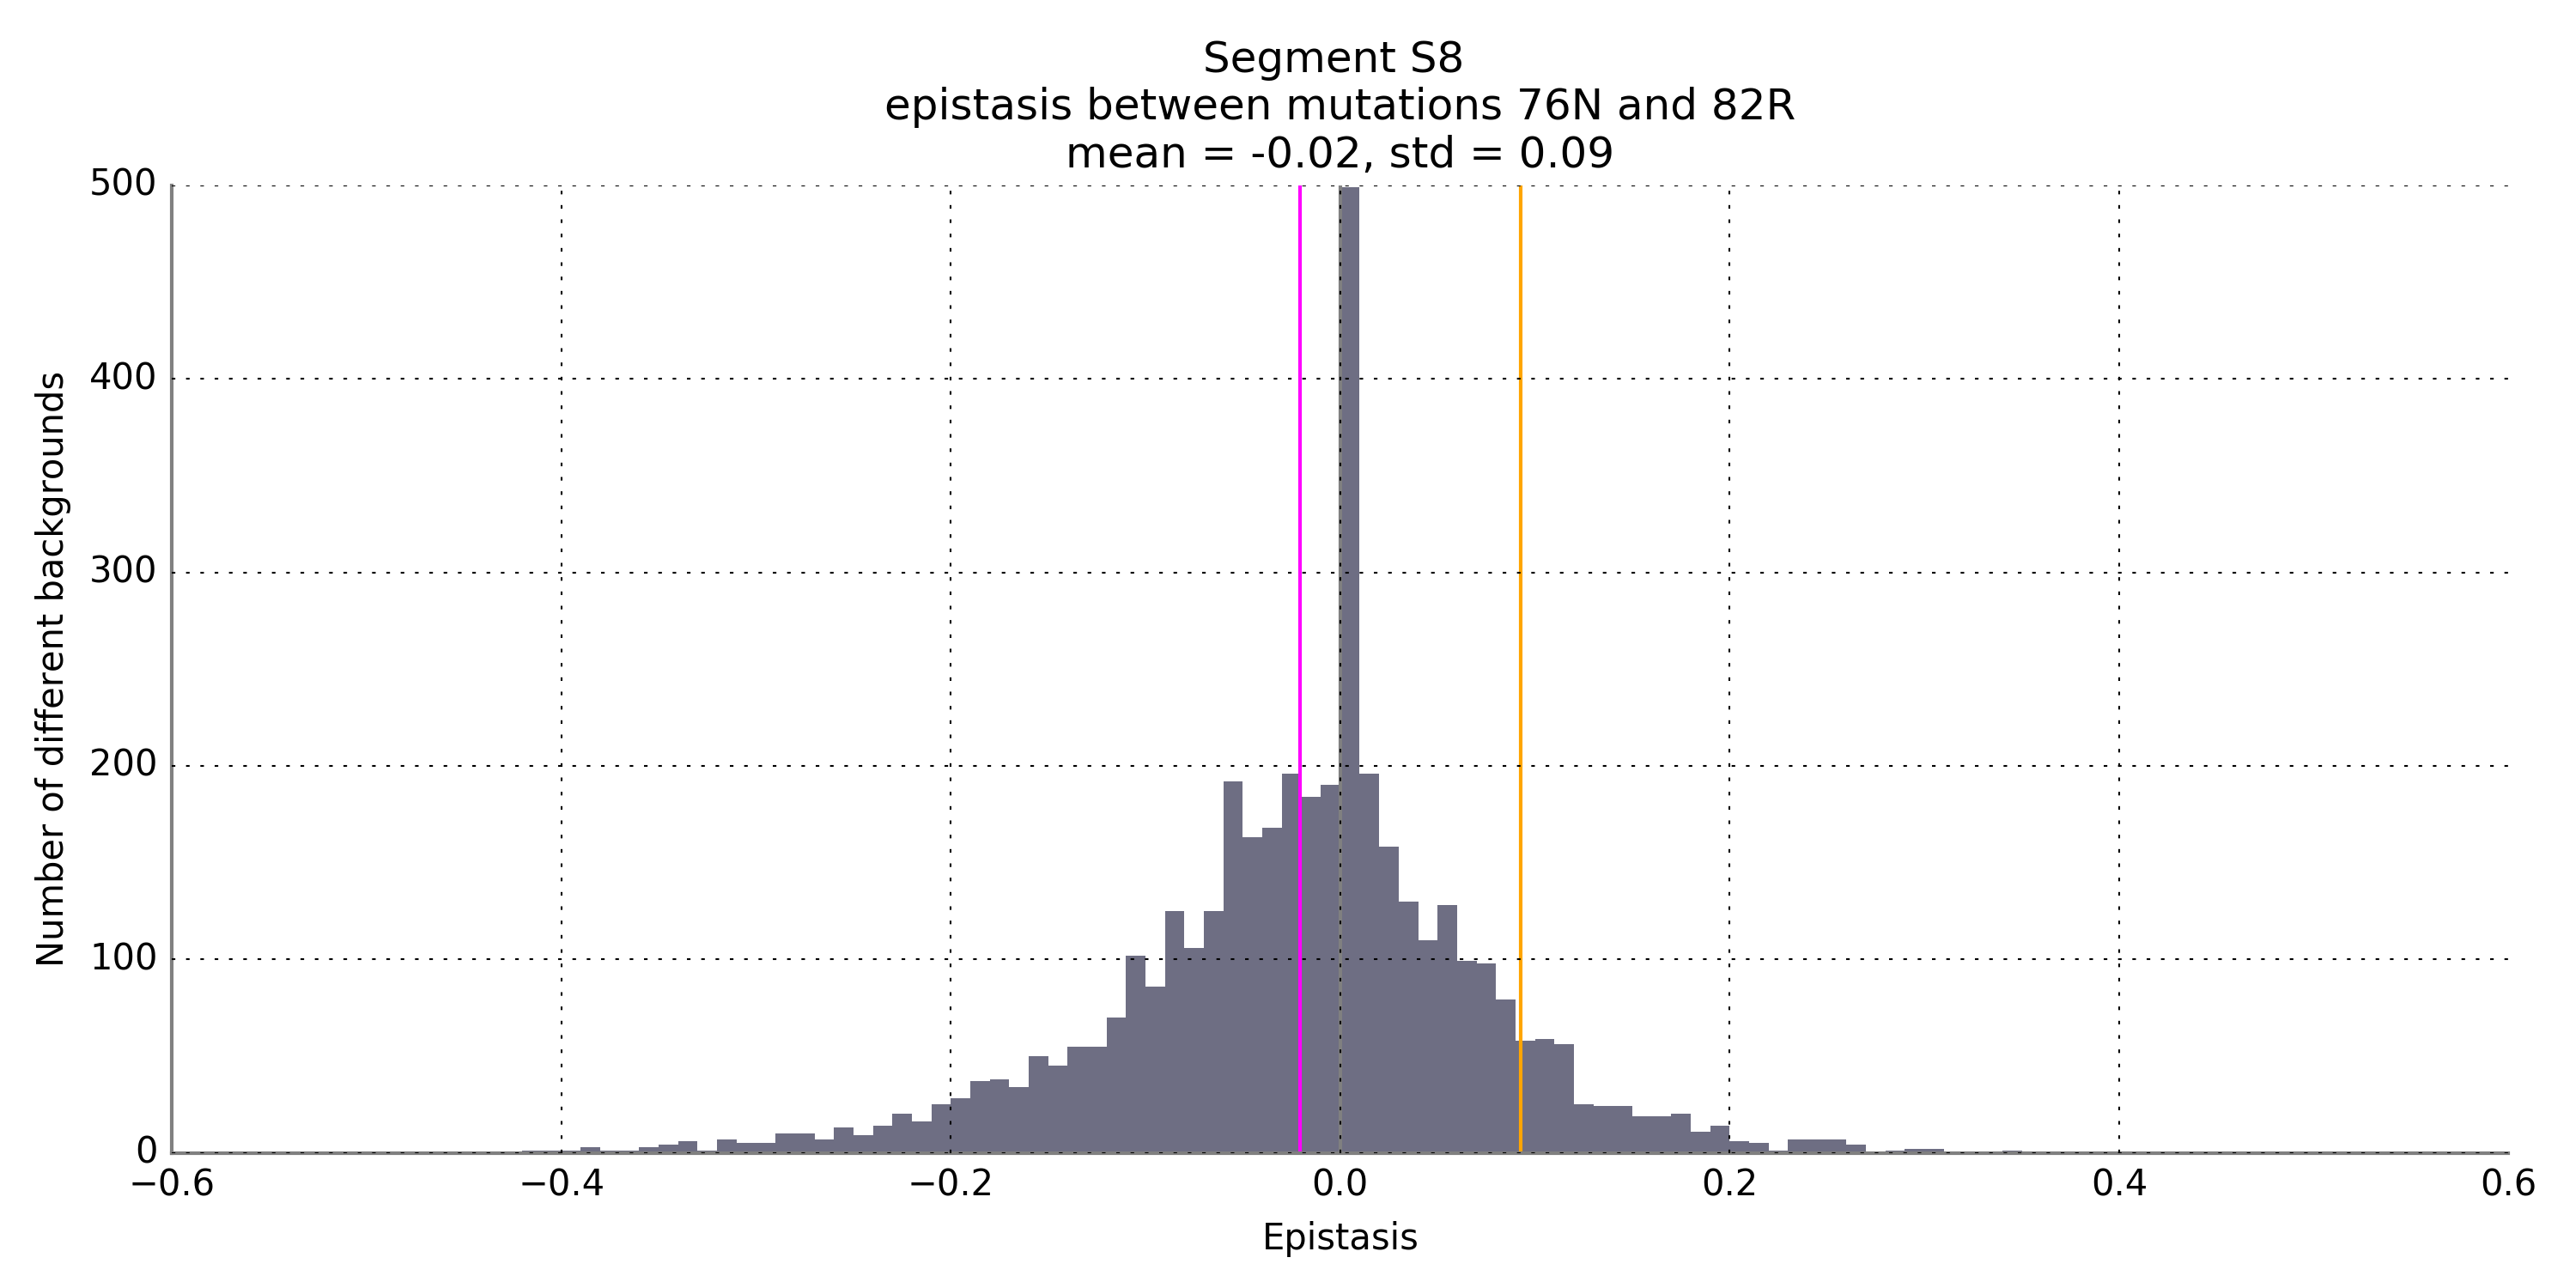 Segment S8
epistasis between mutations 76N and 82R
mean = -0.02, std = 0.09
500
400
300
200
100
0
Number of different backgrounds
−0.6 −0.4 −0.2 0.0 0.2 0.4 0.6
Epistasis